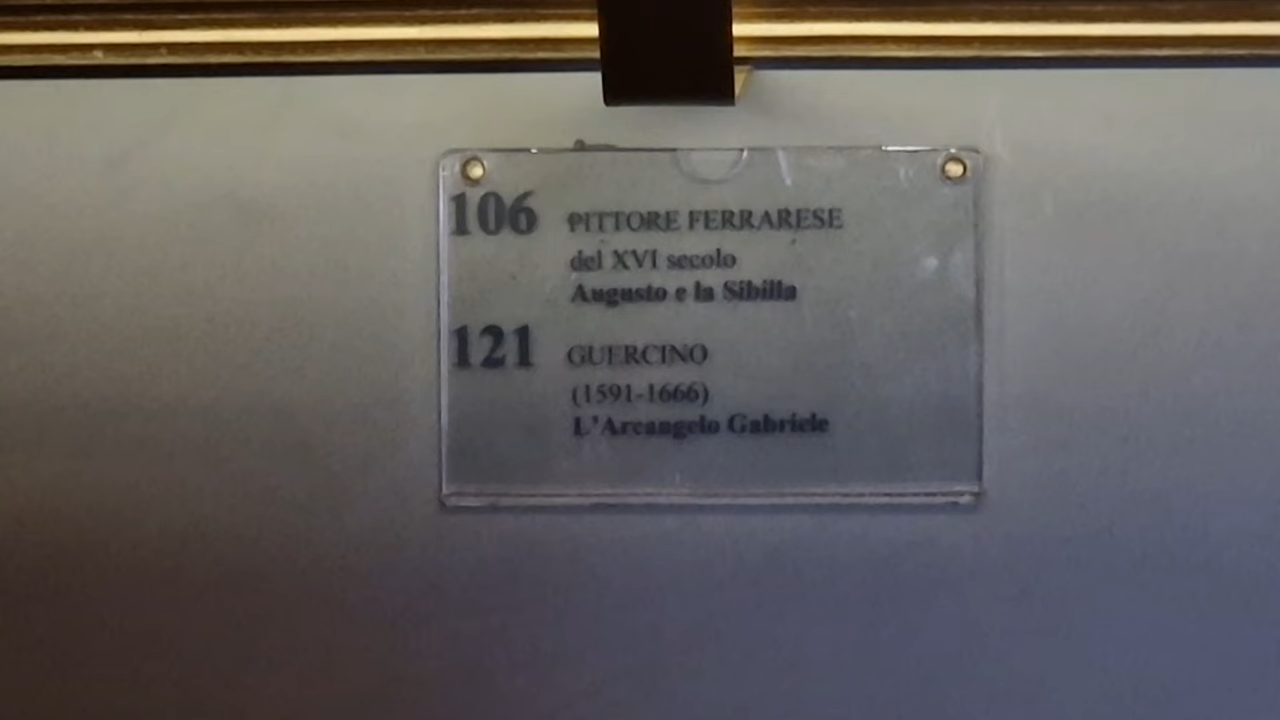 106 PITTORE FERRARESE
del XVI secolo
Augusto e la Sibilla
121 GUERCINO
(1591-1666)
L'Arcangelo Gabriele